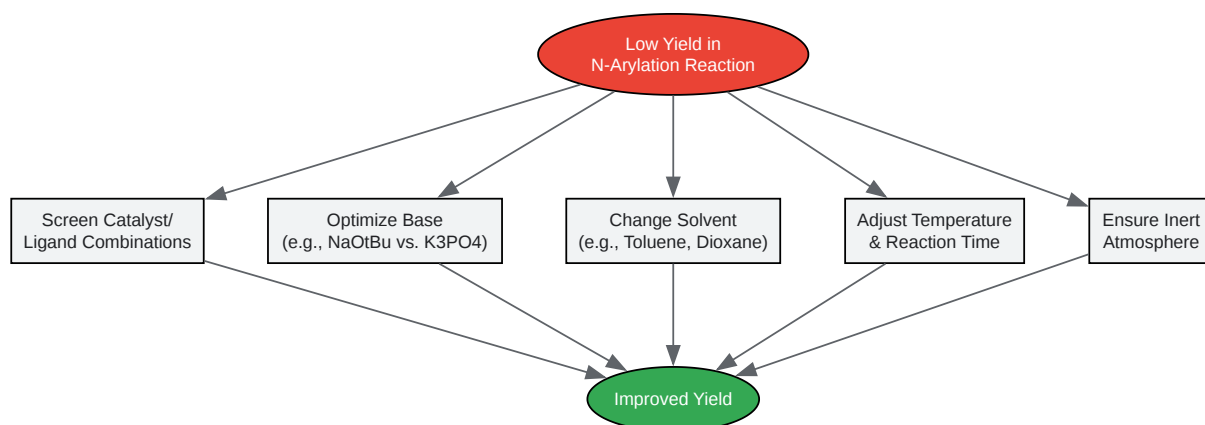 Low Yield in
N-Arylation Reaction
Screen Catalyst/
Ligand Combinations
Optimize Base
(e.g., NaOtBu vs. K3PO4)
Change Solvent
(e.g., Toluene, Dioxane)
Adjust Temperature
& Reaction Time
Ensure Inert
Atmosphere
Improved Yield